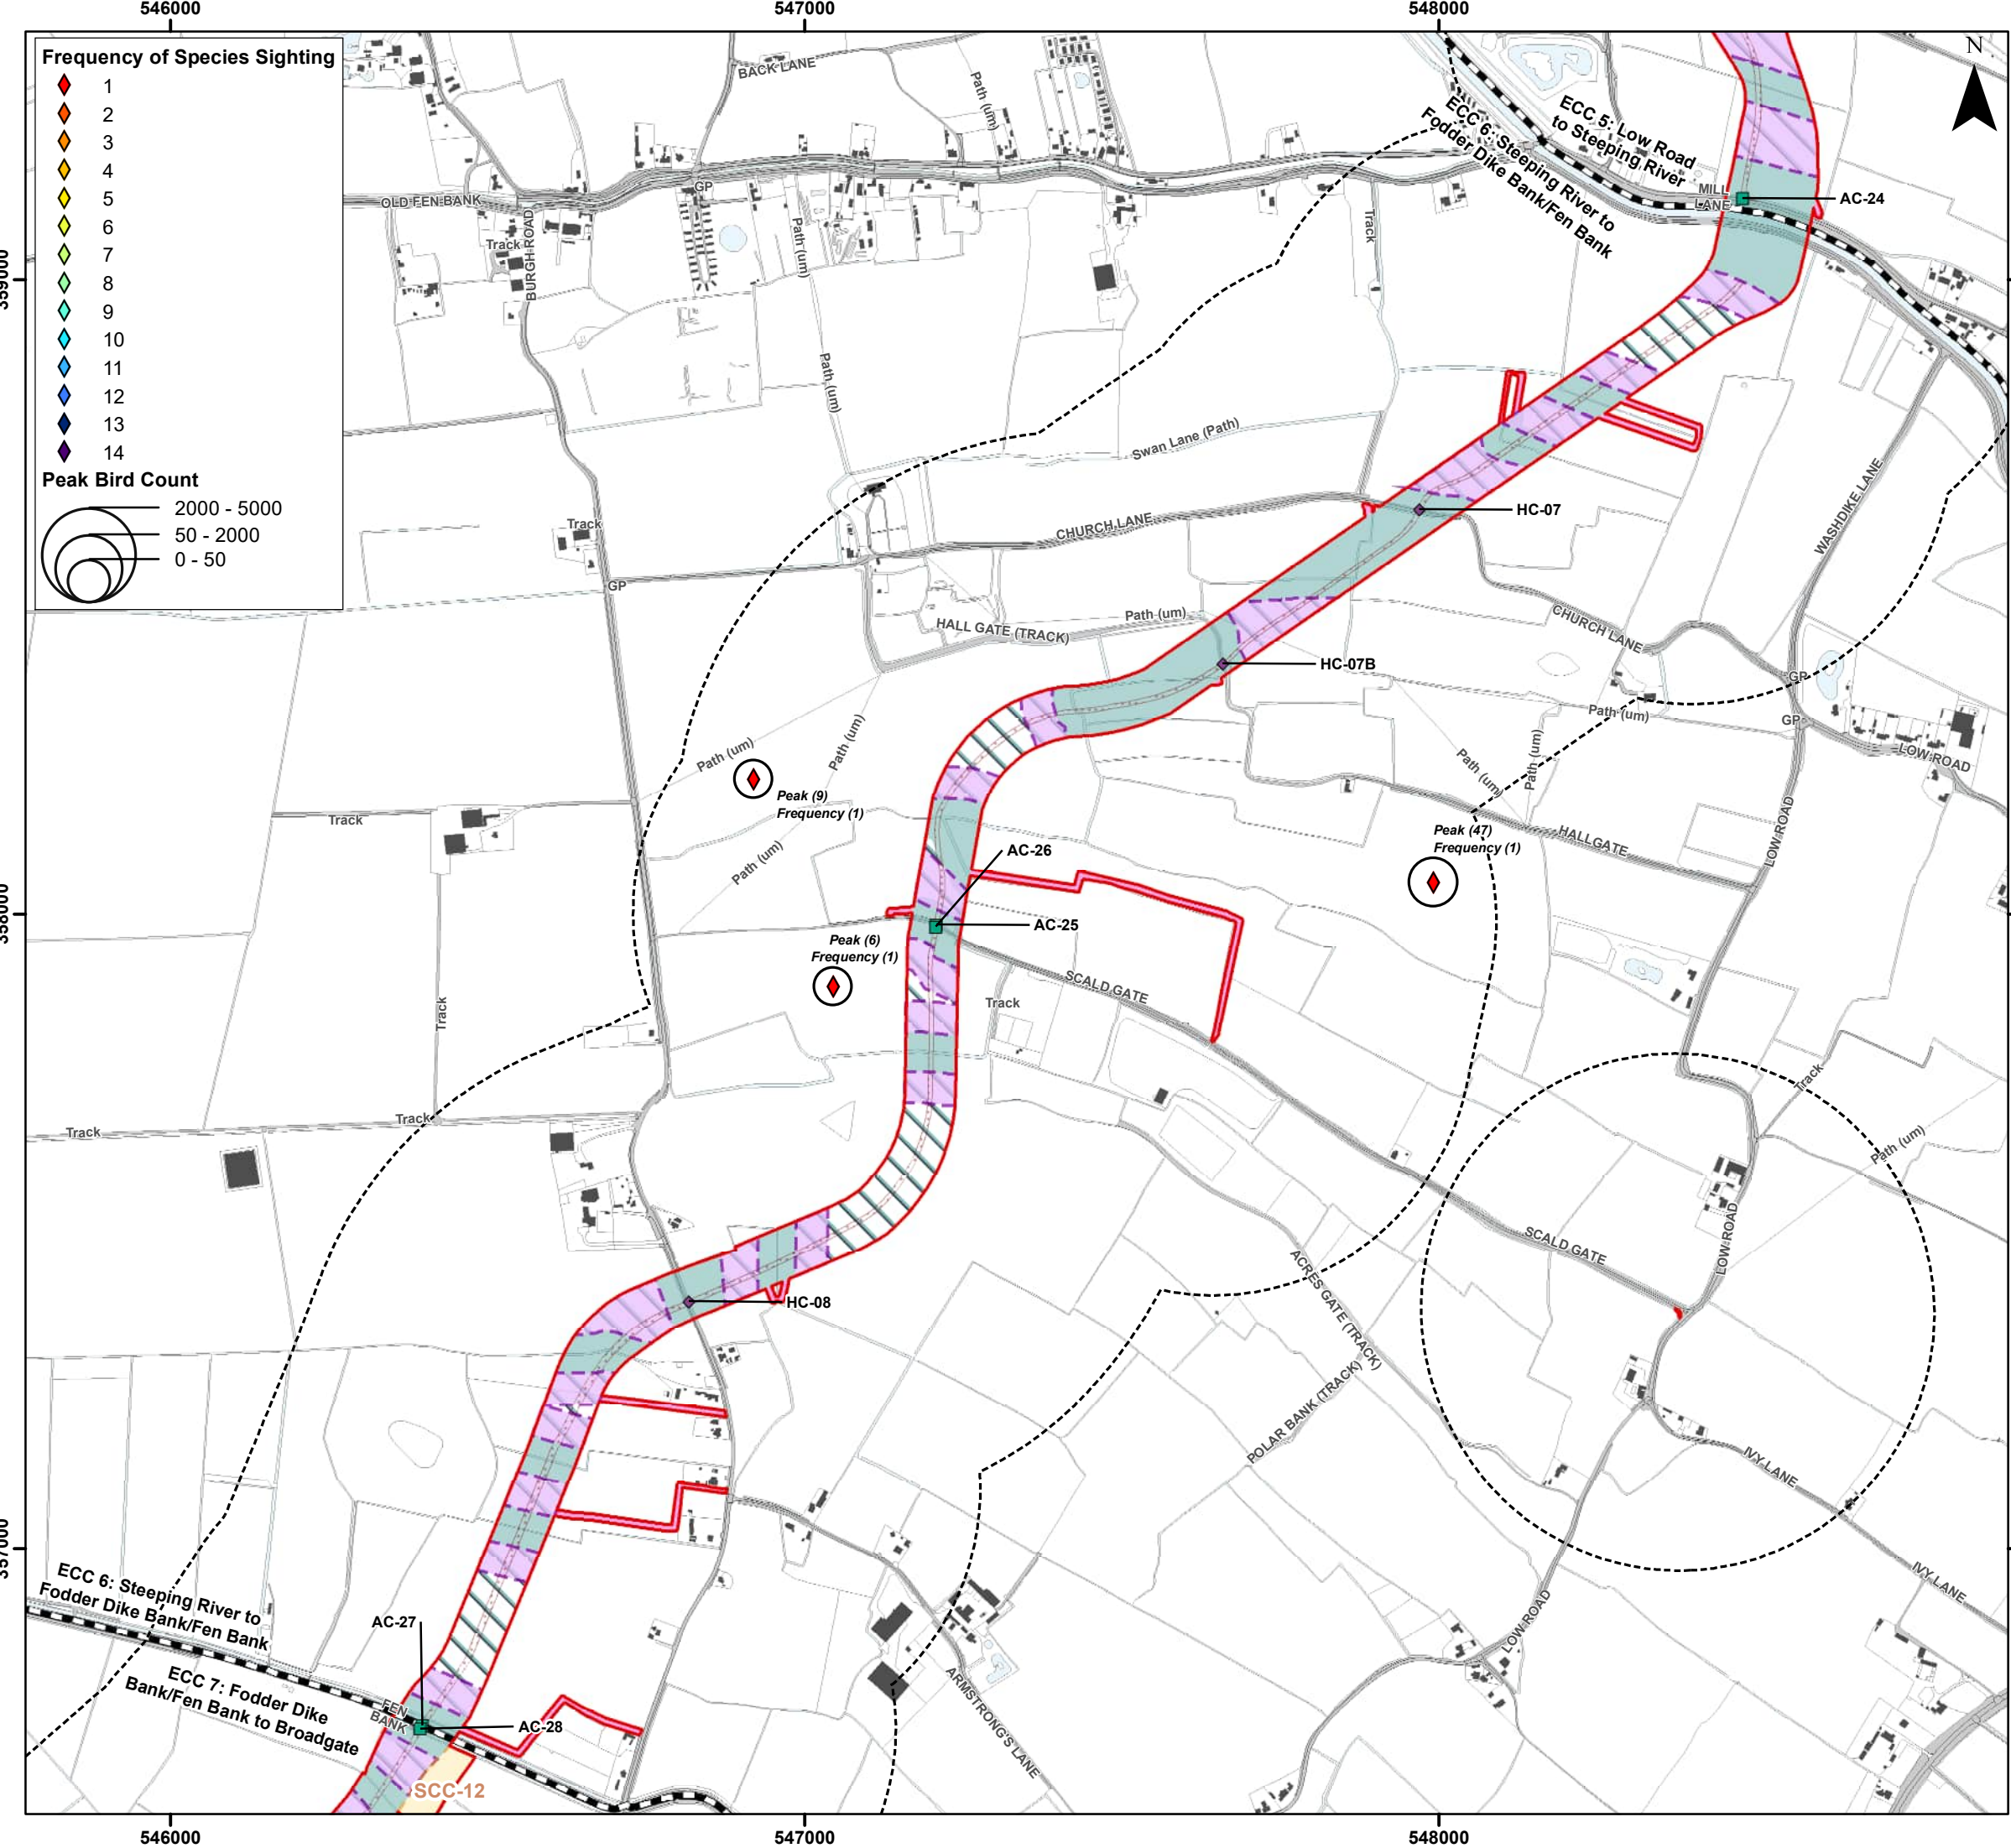 546000
547000
548000
Frequency of Species Sighting
1
2
3
4
5
6
7
8
9
10
11
12
13
14
Peak Bird Count
2000 - 5000
50 - 2000
0 - 50
N
BACK LANE
Path (um)
ECC 5: Low Road
to Steeping River
ECC 6: Steeping River to
Fodder Dike Bank/Fen Bank
MILL
LANE
AC-24
GP
OLD FEN BANK
BURGH ROAD
Track
Path (um)
Track
359000
Path (um)
Swan Lane (Path)
WASHDIKE LANE
Track
CHURCH LANE
HC-07
GP
HALL GATE (TRACK)
Path (um)
CHURCH LANE
HC-07B
GP
Path (um)
GP
LOW ROAD
Path (um)
Path (um)
Path (um)
Path (um)
Peak (9)
Frequency (1)
Track
Peak (47)
Frequency (1)
HALLGATE
LOW ROAD
Path (um)
AC-26
358000
AC-25
Peak (6)
Frequency (1)
SCALD GATE
Track
Track
Track
Track
Track
Path (um)
SCALD GATE
LOW ROAD
ACRES GATE (TRACK)
HC-08
POLAR BANK (TRACK)
IVY LANE
357000
ECC 6: Steeping River to
Fodder Dike Bank/Fen Bank
IVY LANE
AC-27
LOW ROAD
ECC 7: Fodder Dike
Bank/Fen Bank to Broadgate
FEN
BANK
AC-28
ARMSTRONG'S LANE
SCC-12
546000
547000
548000